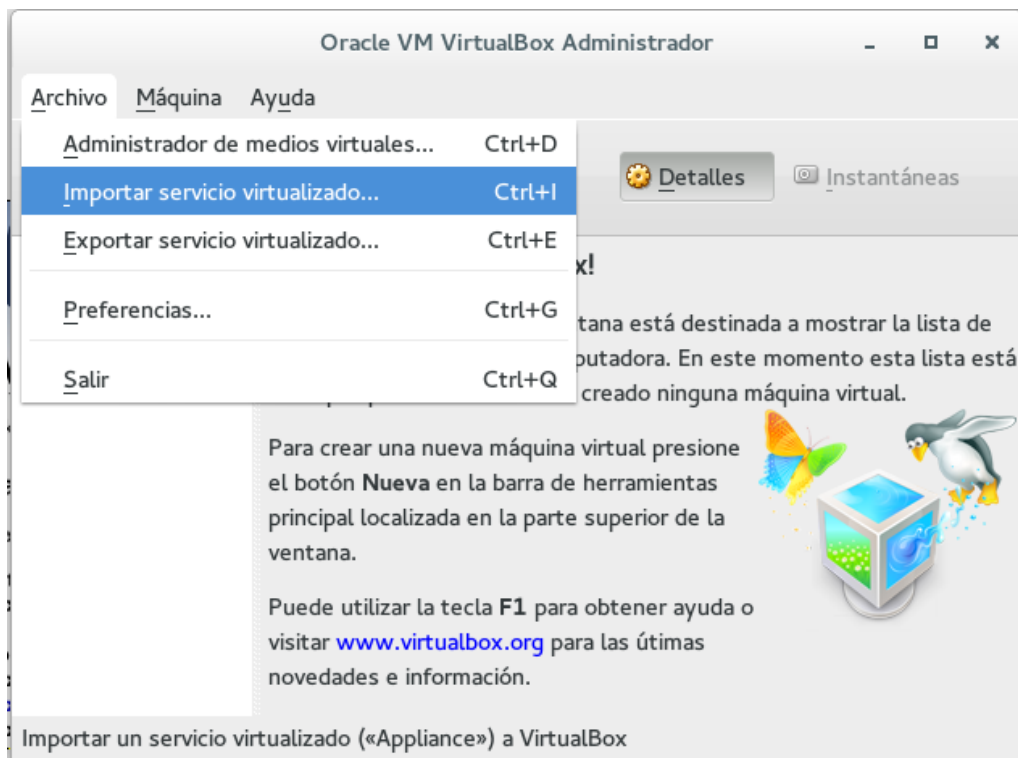 Oracle VM VirtualBox Administrador
Archivo Máquina Ayuda
Administrador de medios virtuales... Ctrl+D
Importar servicio virtualizado... Ctrl+I
Exportar servicio virtualizado... Ctrl+E
Preferencias... Ctrl+G
Salir Ctrl+Q
Detalles Instantáneas
x!
tana está destinada a mostrar la lista de
putadora. En este momento esta lista está
creado ninguna máquina virtual.
Para crear una nueva máquina virtual presione
el botón Nueva en la barra de herramientas
principal localizada en la parte superior de la
ventana.
Puede utilizar la tecla F1 para obtener ayuda o
visitar www.virtualbox.org para las útimas
novedades e información.
Importar un servicio virtualizado («Appliance») a VirtualBox